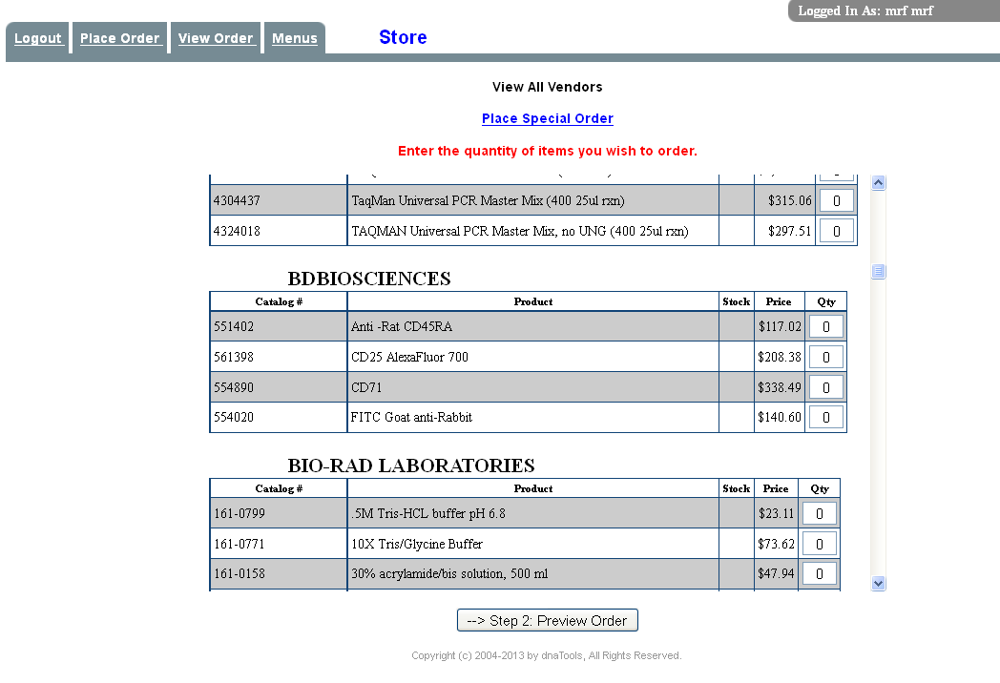 Logged In As: mrf mrf
Logout Place Order View Order Menus Store
View All Vendors
Place Special Order
Enter the quantity of items you wish to order.
4304437 TaqMan Universal PCR Master Mix (400 25ul rxn) $315.06 0
4324018 TAQMAN Universal PCR Master Mix, no UNG (400 25ul rxn) $297.51 0
BDBIOSCIENCES
Catalog # Product Stock Price Qty
551402 Anti -Rat CD45RA $117.02 0
561398 CD25 AlexaFluor 700 $208.38 0
554890 CD71 $338.49 0
554020 FITC Goat anti-Rabbit $140.60 0
BIO-RAD LABORATORIES
Catalog # Product Stock Price Qty
161-0799 .5M Tris-HCL buffer pH 6.8 $23.11 0
161-0771 10X Tris/Glycine Buffer $73.62 0
161-0158 30% acrylamide/bis solution, 500 ml $47.94 0
--> Step 2: Preview Order
Copyright (c) 2004-2013 by dnaTools, All Rights Reserved.